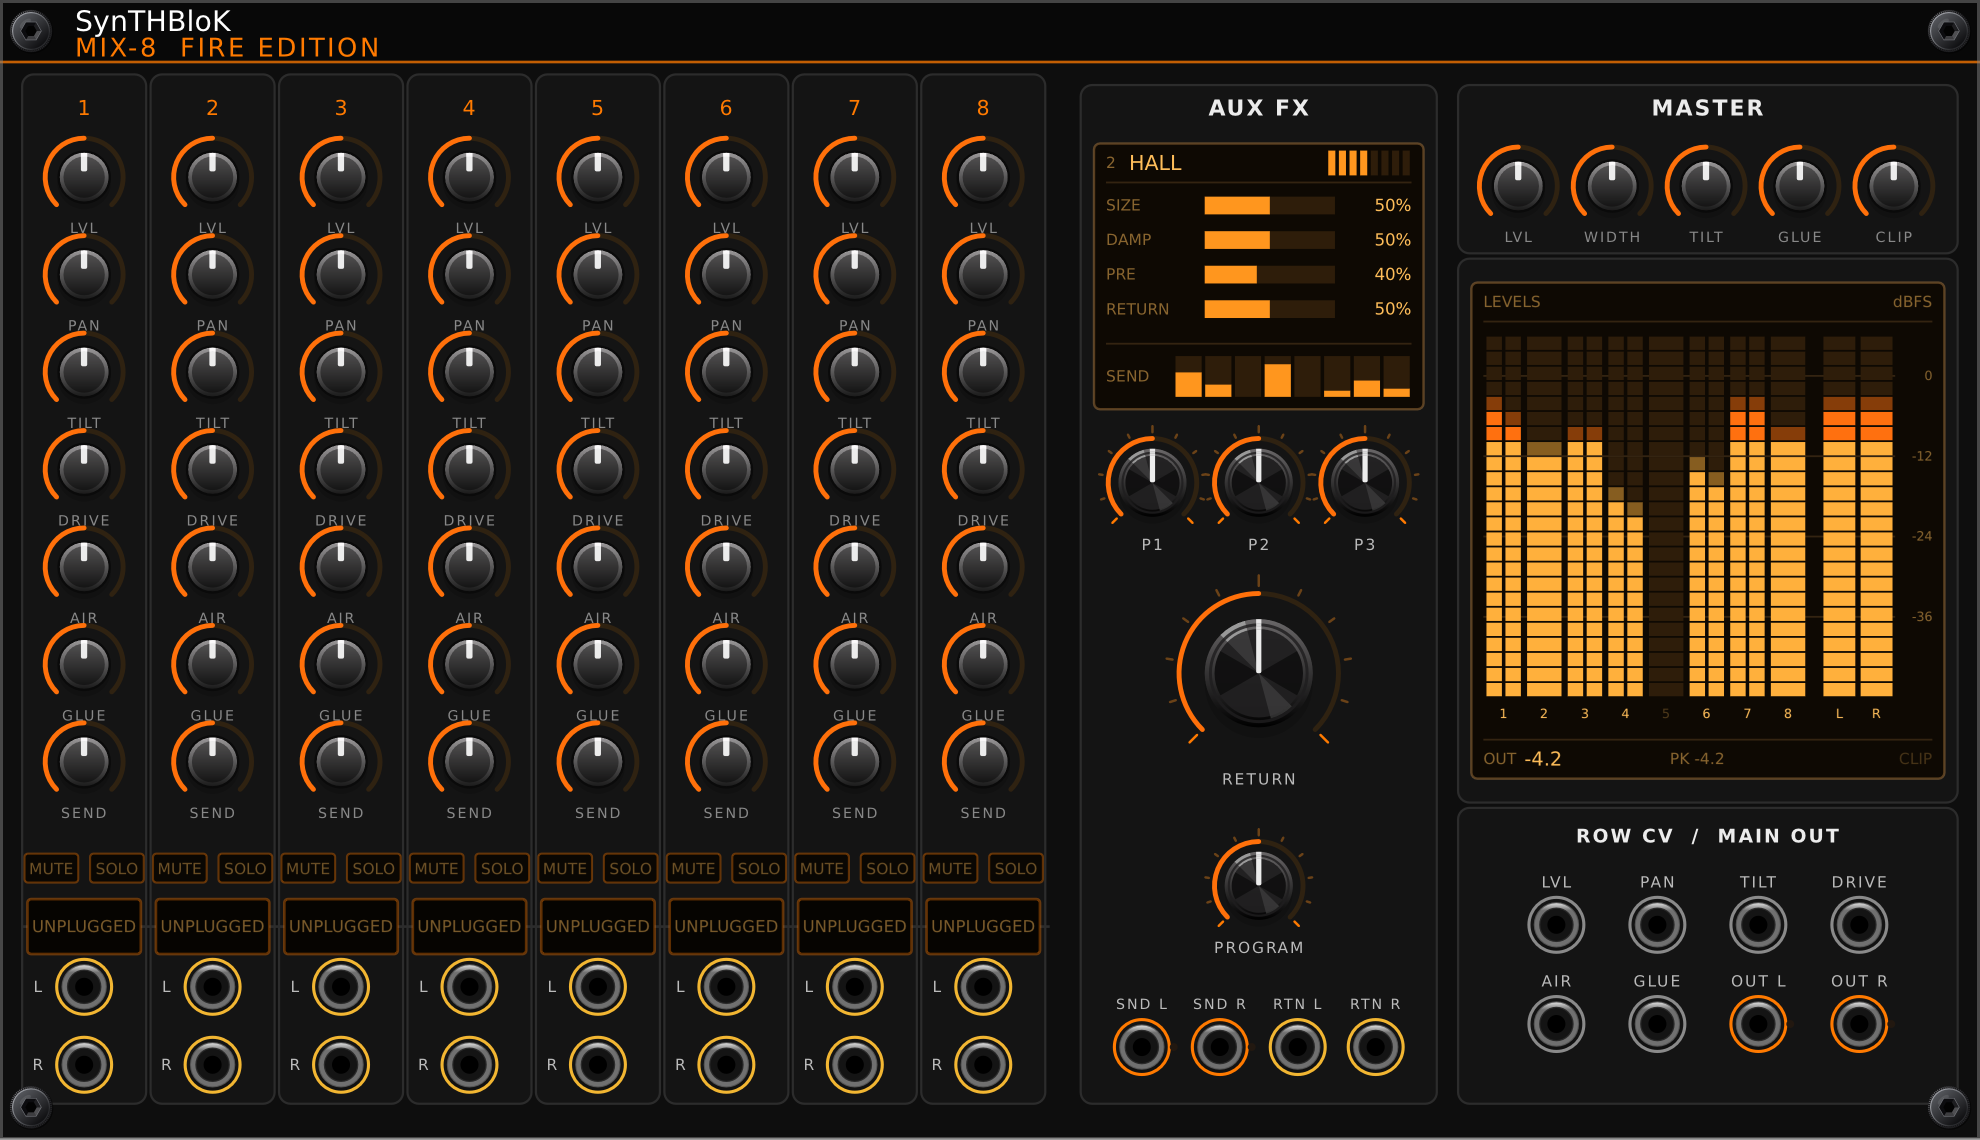 SynTHBloK
MIX-8 FIRE EDITION
1 2 3 4 5 6 7 8
LVL LVL LVL LVL LVL LVL LVL LVL
PAN PAN PAN PAN PAN PAN PAN PAN
TILT TILT TILT TILT TILT TILT TILT TILT
DRIVE DRIVE DRIVE DRIVE DRIVE DRIVE DRIVE DRIVE
AIR AIR AIR AIR AIR AIR AIR AIR
GLUE GLUE GLUE GLUE GLUE GLUE GLUE GLUE
SEND SEND SEND SEND SEND SEND SEND SEND
MUTE SOLO MUTE SOLO MUTE SOLO MUTE SOLO MUTE SOLO MUTE SOLO MUTE SOLO MUTE SOLO
UNPLUGGED UNPLUGGED UNPLUGGED UNPLUGGED UNPLUGGED UNPLUGGED UNPLUGGED UNPLUGGED
L L L L L L L L
R R R R R R R R
AUX FX
2 HALL
SIZE 50%
DAMP 50%
PRE 40%
RETURN 50%
SEND
P1 P2 P3
RETURN
PROGRAM
SND L SND R RTN L RTN R
MASTER
LVL WIDTH TILT GLUE CLIP
LEVELS dBFS
0
-12
-24
-36
1 2 3 4 5 6 7 8 L R
OUT -4.2 PK -4.2 CLIP
ROW CV / MAIN OUT
LVL PAN TILT DRIVE
AIR GLUE OUT L OUT R